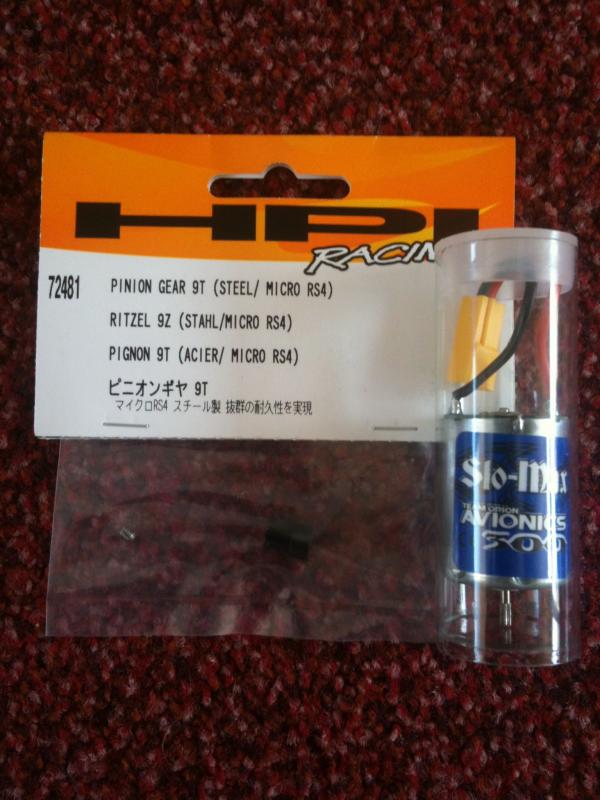 HPI
RACIN
72481
PINION GEAR 9T (STEEL/ MICRO RS4)
RITZEL 9Z (STAHL/MICRO RS4)
PIGNON 9T (ACIER/ MICRO RS4)
ピニオンギヤ 9T
マイクロRS4 スチール製 抜群の耐久性を実現
Slo-Max
TEAM ORION
AVIONICS
500